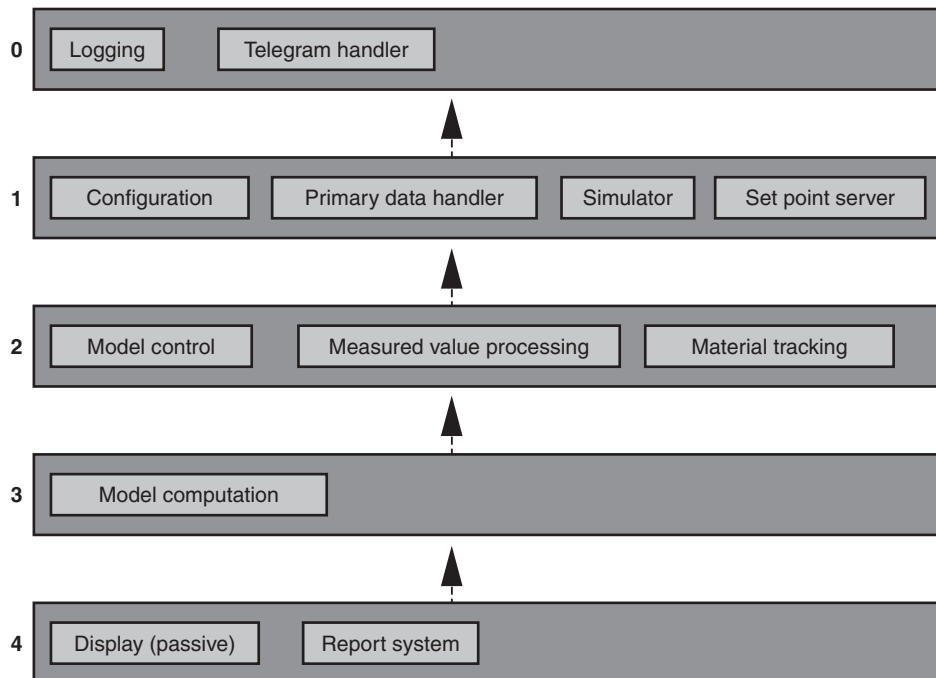 0
Logging
Telegram handler
1
Configuration
Primary data handler
Simulator
Set point server
2
Model control
Measured value processing
Material tracking
3
Model computation
4
Display (passive)
Report system